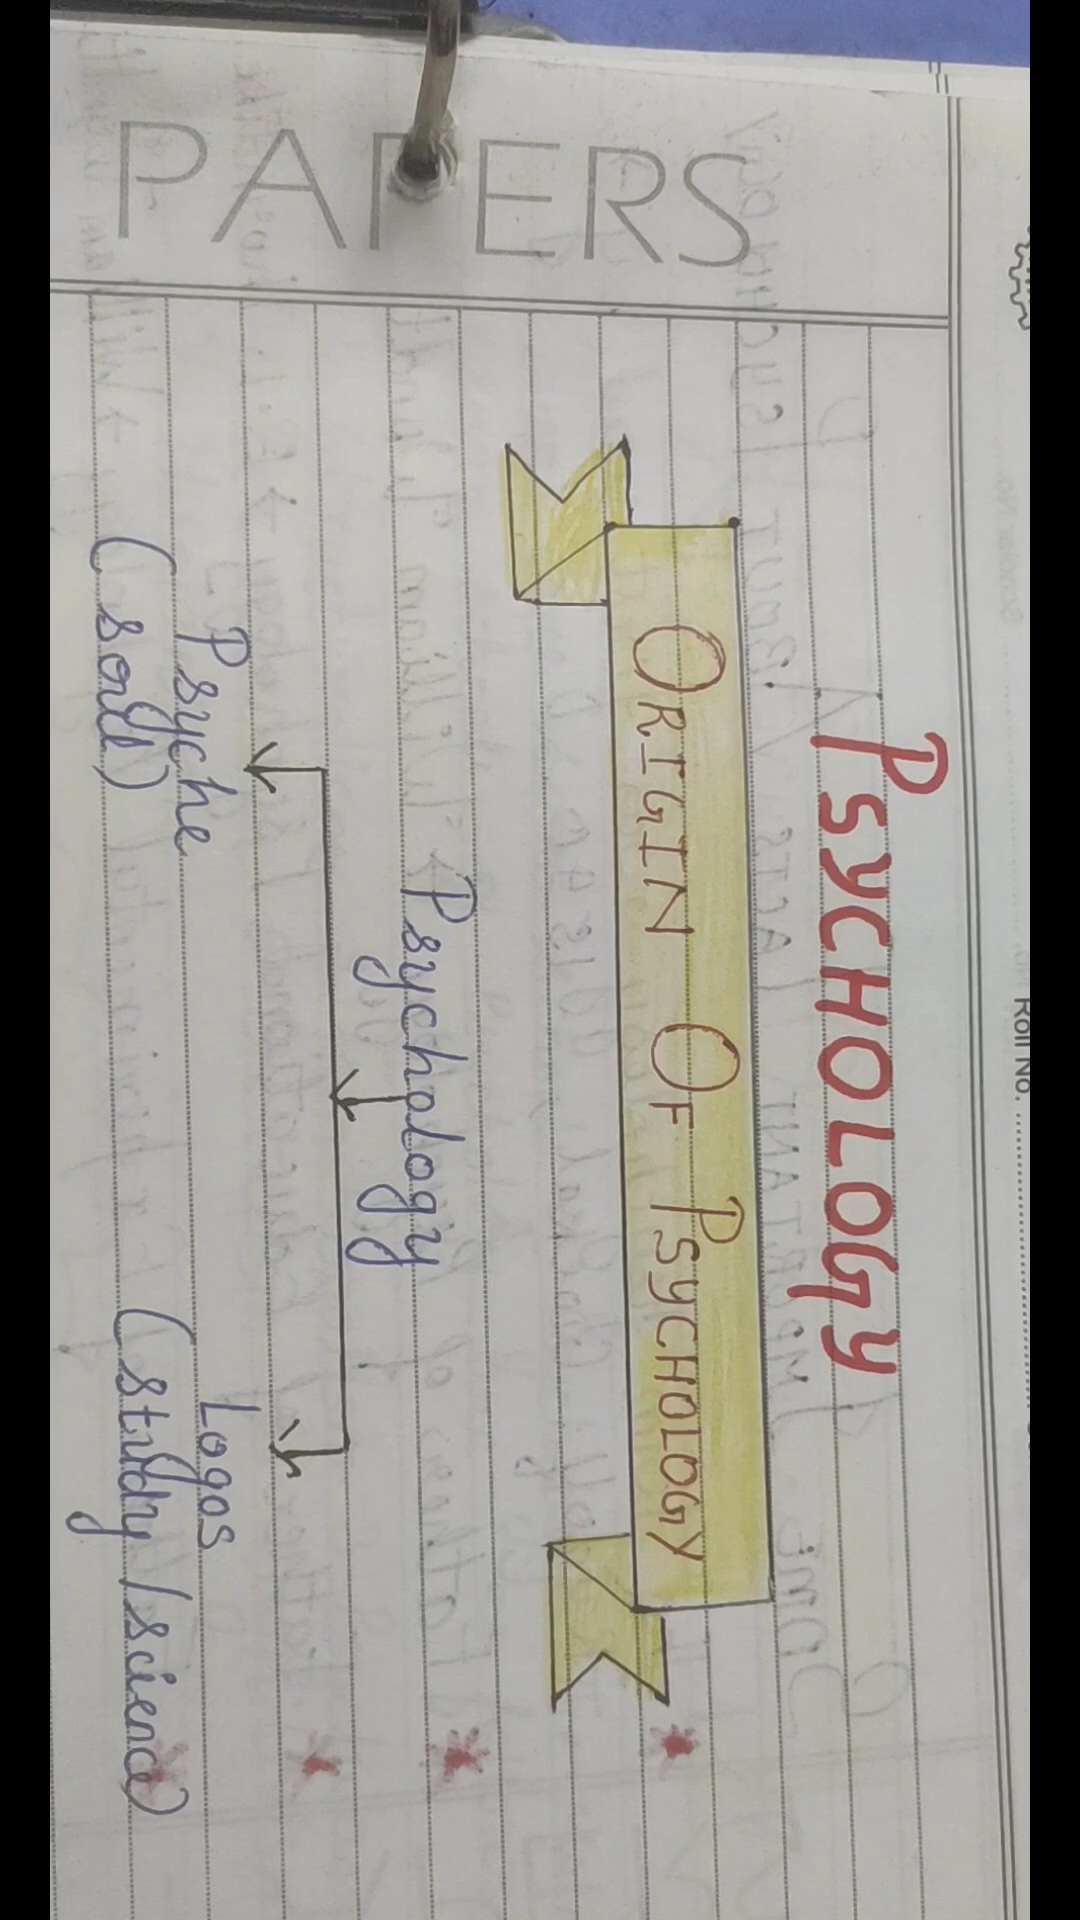 Roll No.
PAPERS
PSYCHOLOGY
ORIGIN OF PSYCHOLOGY
Psychology
Psyche Logos
(soul) (study/science)